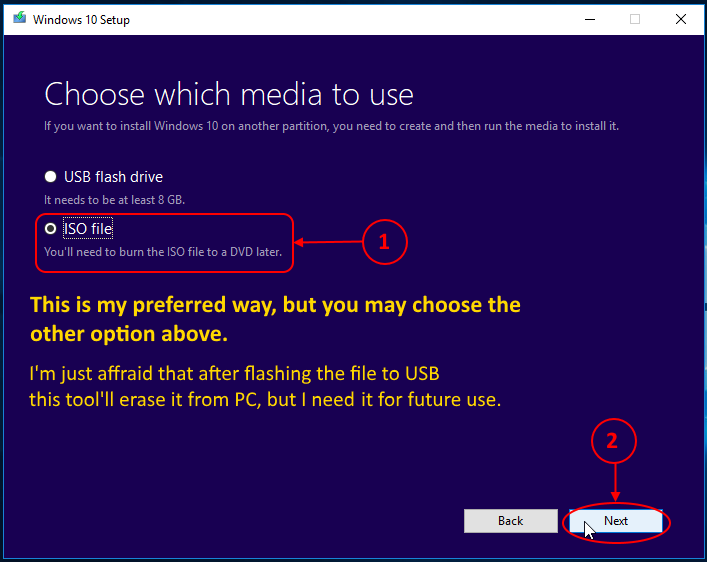 Windows 10 Setup
Choose which media to use
If you want to install Windows 10 on another partition, you need to create and then run the media to install it.
USB flash drive
It needs to be at least 8 GB.
ISO file
You'll need to burn the ISO file to a DVD later.
1
This is my preferred way, but you may choose the
other option above.
I'm just affraid that after flashing the file to USB
this tool'll erase it from PC, but I need it for future use.
2
Back
Next